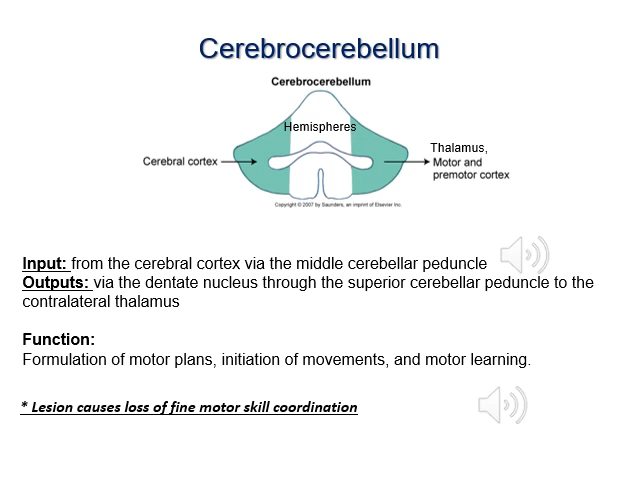 Cerebrocerebellum
Cerebrocerebellum
Hemispheres
Cerebral cortex
Thalamus,
Motor and
premotor cortex
Copyright © 2007 by Saunders, an imprint of Elsevier Inc.
Input: from the cerebral cortex via the middle cerebellar peduncle
Outputs: via the dentate nucleus through the superior cerebellar peduncle to the
contralateral thalamus
Function:
Formulation of motor plans, initiation of movements, and motor learning.
* Lesion causes loss of fine motor skill coordination